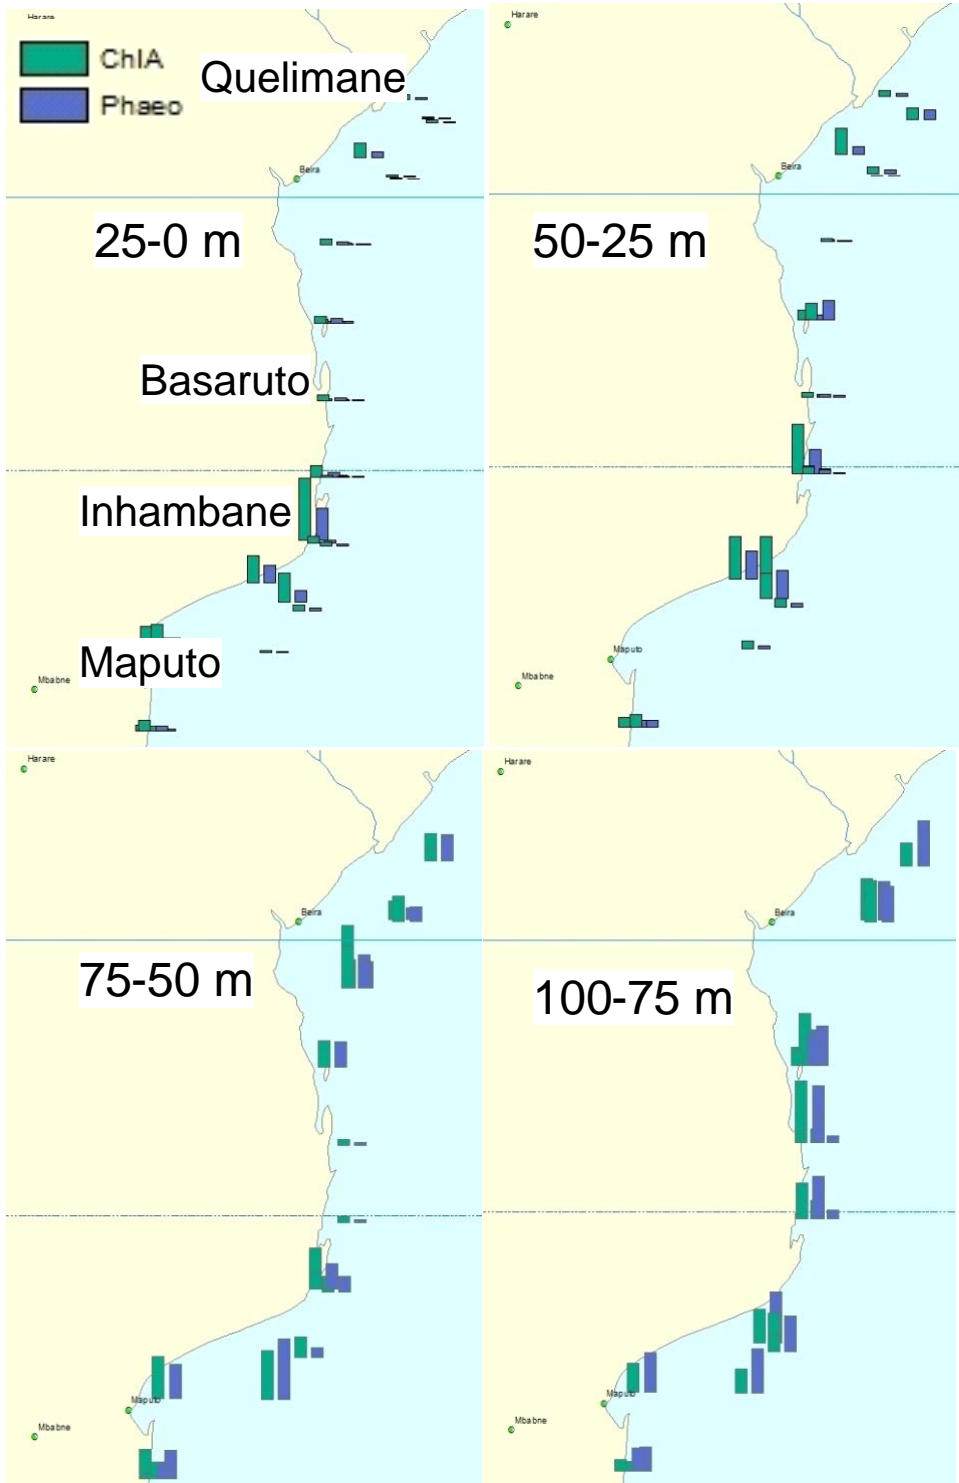 Harare
ChlA
Phaeo
Quelimane
Beira
25-0 m
Basaruto
Inhambane
Maputo
Mbabne
Harare
Beira
50-25 m
Maputo
Mbabne
Harare
Beira
75-50 m
Maputo
Mbabne
Harare
Beira
100-75 m
Maputo
Mbabne